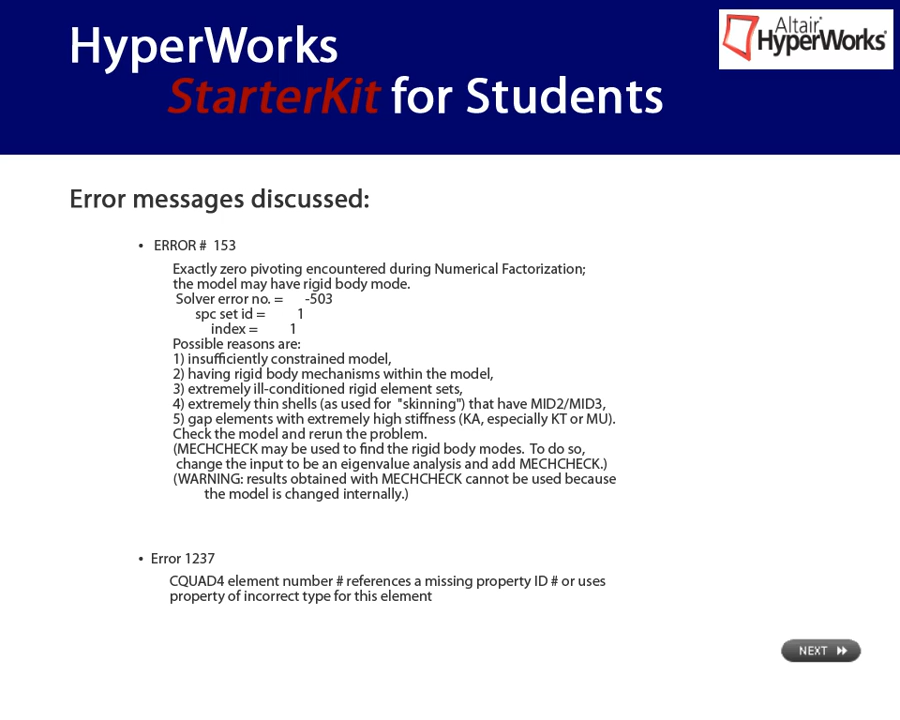 HyperWorks
StarterKit for Students
Altair®
HyperWorks®
Error messages discussed:
• ERROR # 153
Exactly zero pivoting encountered during Numerical Factorization;
the model may have rigid body mode.
Solver error no. = -503
spc set id = 1
index = 1
Possible reasons are:
1) insufficiently constrained model,
2) having rigid body mechanisms within the model,
3) extremely ill-conditioned rigid element sets,
4) extremely thin shells (as used for "skinning") that have MID2/MID3,
5) gap elements with extremely high stiffness (KA, especially KT or MU).
Check the model and rerun the problem.
(MECHCHECK may be used to find the rigid body modes. To do so,
change the input to be an eigenvalue analysis and add MECHCHECK.)
(WARNING: results obtained with MECHCHECK cannot be used because
the model is changed internally.)
• Error 1237
CQUAD4 element number # references a missing property ID # or uses
property of incorrect type for this element
NEXT